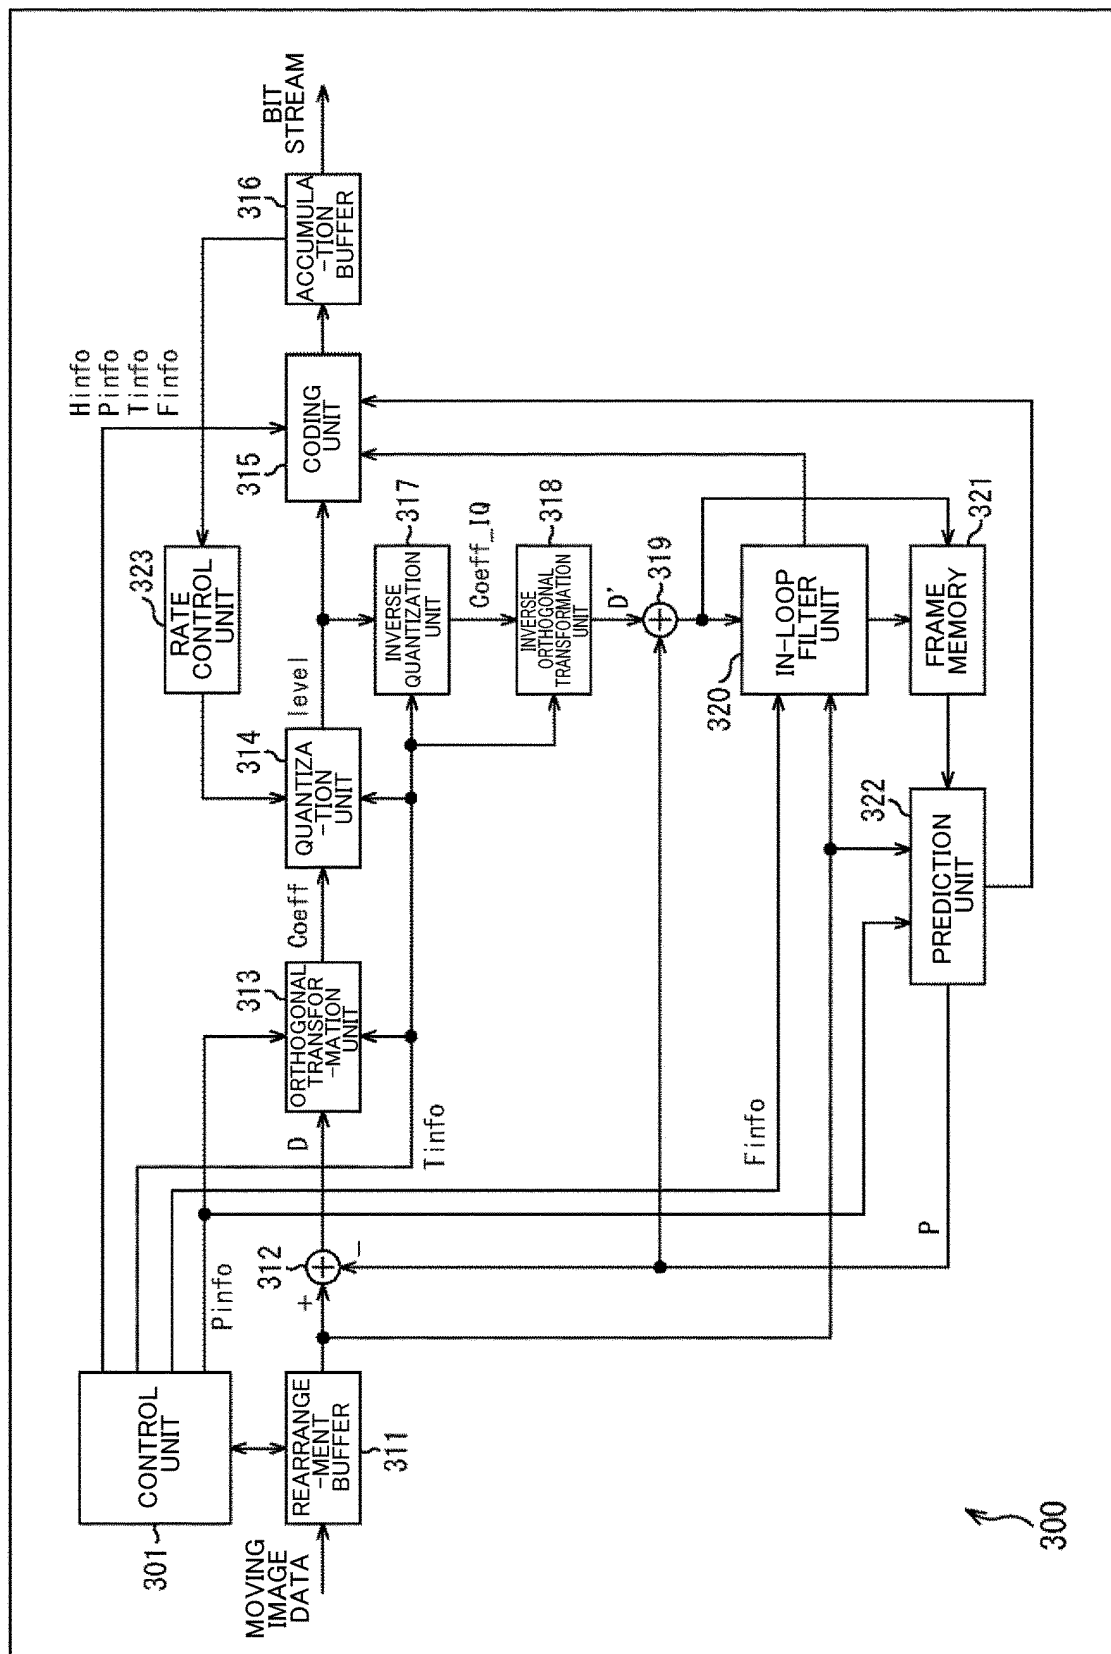 Hinfo
Pinfo
Tinfo
Finfo
301
CONTROL
UNIT
Pinfo
323
RATE
CONTROL
UNIT
MOVING
IMAGE
DATA
REARRANGE
-MENT
BUFFER
311
+
312
-
D
313
ORTHOGONAL
TRANSFOR
-MATION
UNIT
Coeff
314
QUANTIZA
-TION
UNIT
level
315
CODING
UNIT
316
ACCUMULA
-TION
BUFFER
BIT
STREAM
Tinfo
INVERSE
QUANTIZATION
UNIT
317
Coeff_IQ
INVERSE
ORTHOGONAL
TRANSFORMATION
UNIT
318
D'
319
Finfo
320
IN-LOOP
FILTER
UNIT
P
322
PREDICTION
UNIT
FRAME
MEMORY
321
300